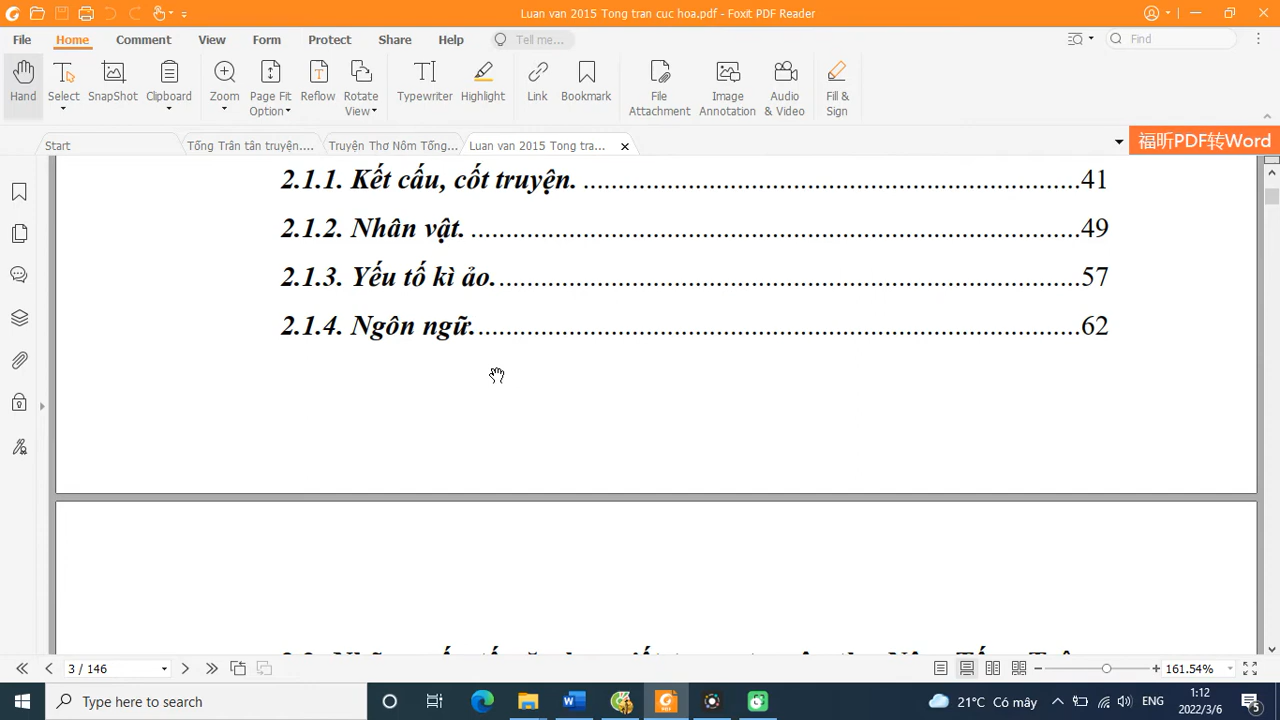 Luan van 2015 Tong tran cuc hoa.pdf - Foxit PDF Reader
File Home Comment View Form Protect Share Help Tell me... Find
Hand Select SnapShot Clipboard Zoom Page Fit Option Reflow Rotate View Typewriter Highlight Link Bookmark File Attachment Image Annotation Audio & Video Fill & Sign
Start Tống Trân tân truyện.... Truyện Thơ Nôm Tống... Luan van 2015 Tong tra... 福昕PDF转Word
2.1.1. Kết cấu, cốt truyện. ........................................................................41
2.1.2. Nhân vật. ........................................................................................49
2.1.3. Yếu tố kì ảo.....................................................................................57
2.1.4. Ngôn ngữ.......................................................................................62
3 / 146 161.54%
Type here to search 21°C Có mây ENG 1:12
2022/3/6 5